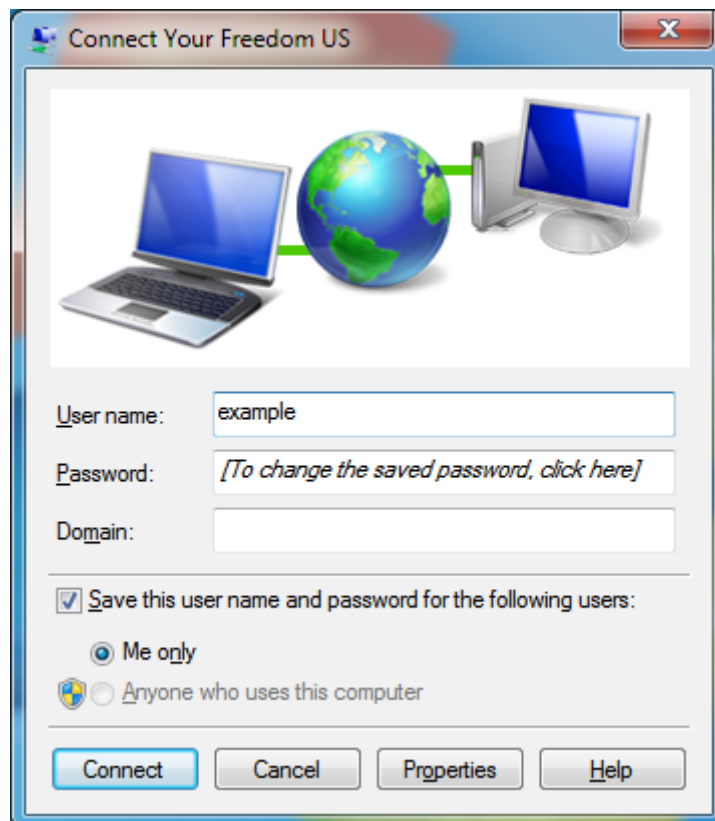 Connect Your Freedom US
User name: example
Password: [To change the saved password, click here]
Domain:
Save this user name and password for the following users:
Me only
Anyone who uses this computer
Connect Cancel Properties Help